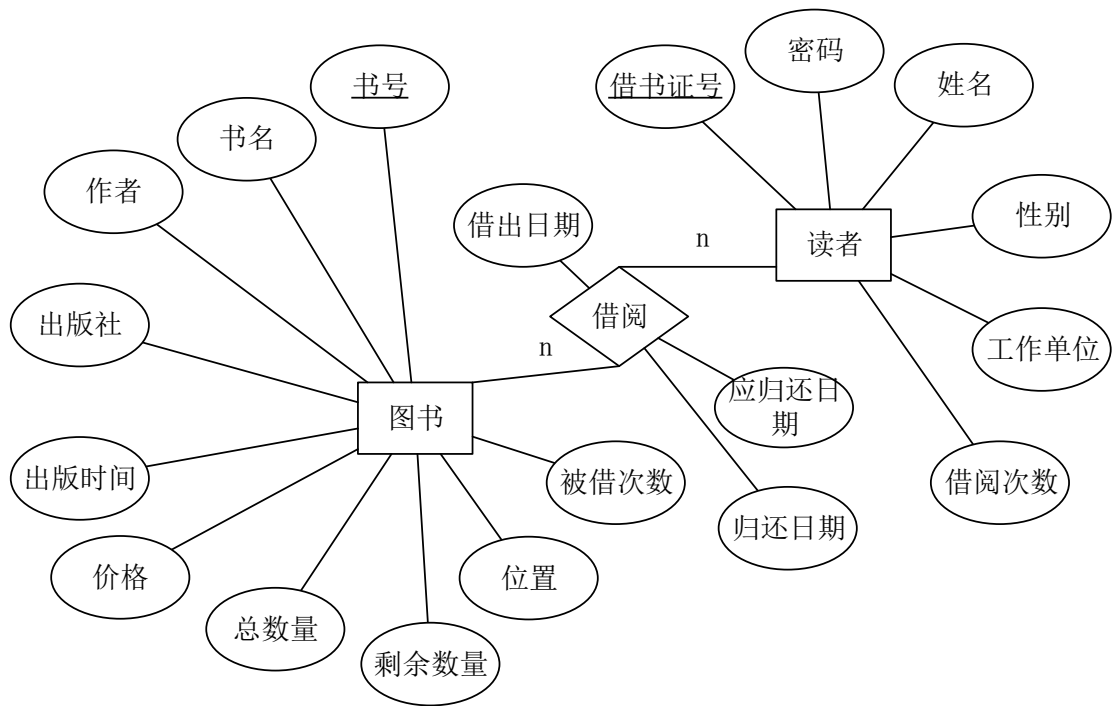 密码
书号
借书证号
姓名
书名
作者
性别
借出日期
n
读者
借阅
出版社
n
工作单位
应归还日
期
图书
出版时间
被借次数
借阅次数
归还日期
价格
位置
总数量
剩余数量